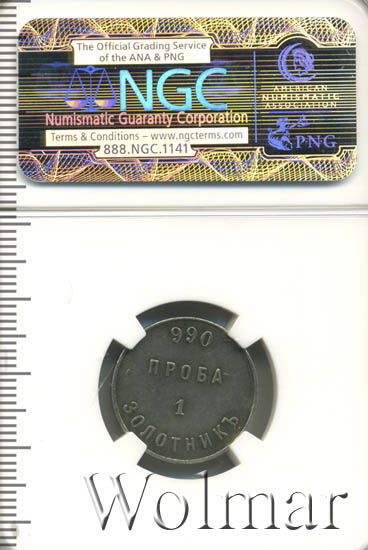 The Official Grading Service
of the ANA & PNG
NGC
Numismatic Guaranty Corporation
Terms & Conditions – www.ngcterms.com
888.NGC.1141
AMERICAN
NUMISMATIC
ASSOCIATION
PNG
990
ПРОБА
1
ЗОЛОТНИКЪ
Wolmar